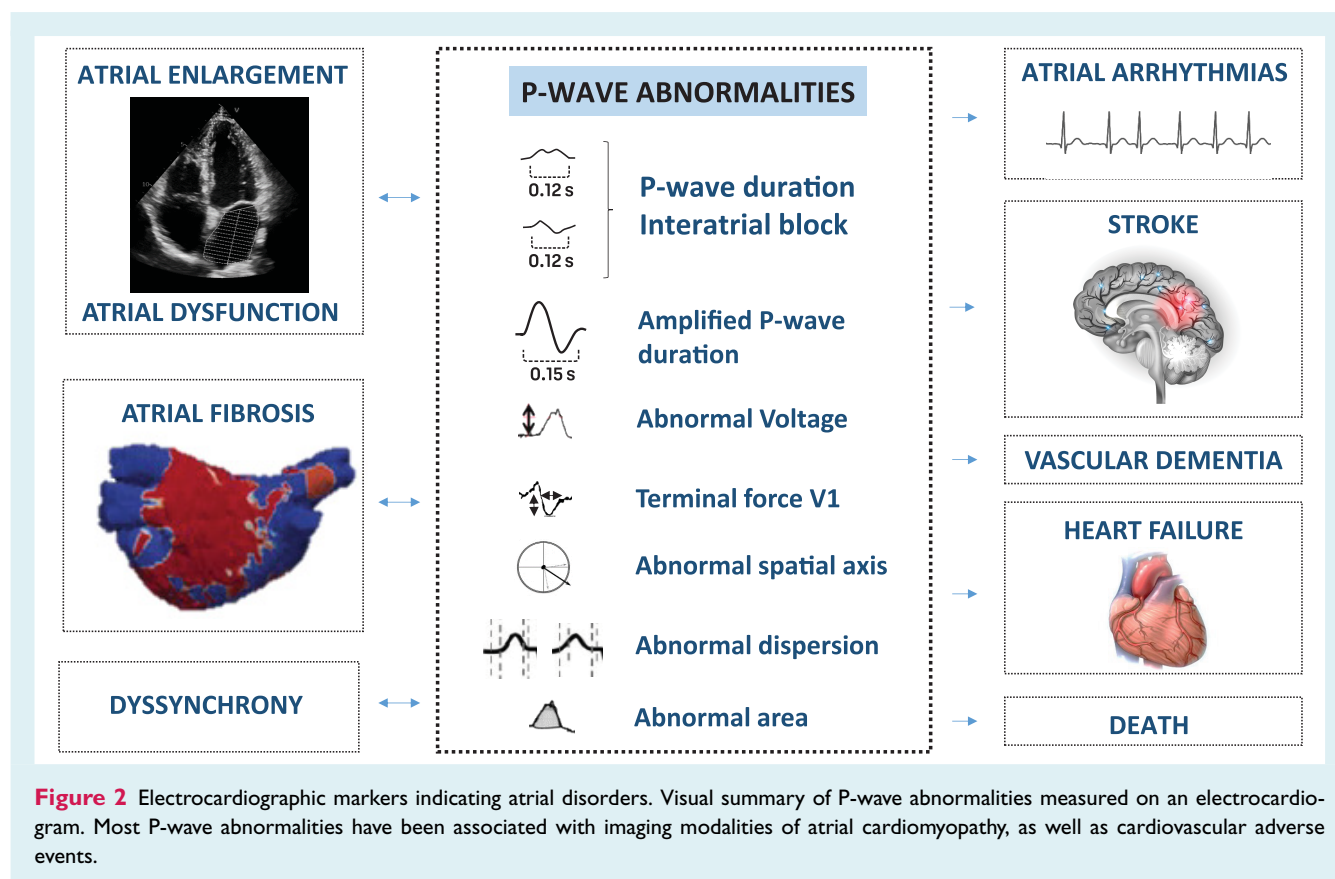 ATRIAL ENLARGEMENT
ATRIAL DYSFUNCTION
ATRIAL FIBROSIS
DYSSYNCHRONY
P-WAVE ABNORMALITIES
0.12 s
0.12 s
P-wave duration
Interatrial block
0.15 s
Amplified P-wave
duration
Abnormal Voltage
Terminal force V1
Abnormal spatial axis
Abnormal dispersion
Abnormal area
ATRIAL ARRHYTHMIAS
STROKE
VASCULAR DEMENTIA
HEART FAILURE
DEATH
Figure 2 Electrocardiographic markers indicating atrial disorders. Visual summary of P-wave abnormalities measured on an electrocardio-
gram. Most P-wave abnormalities have been associated with imaging modalities of atrial cardiomyopathy, as well as cardiovascular adverse
events.